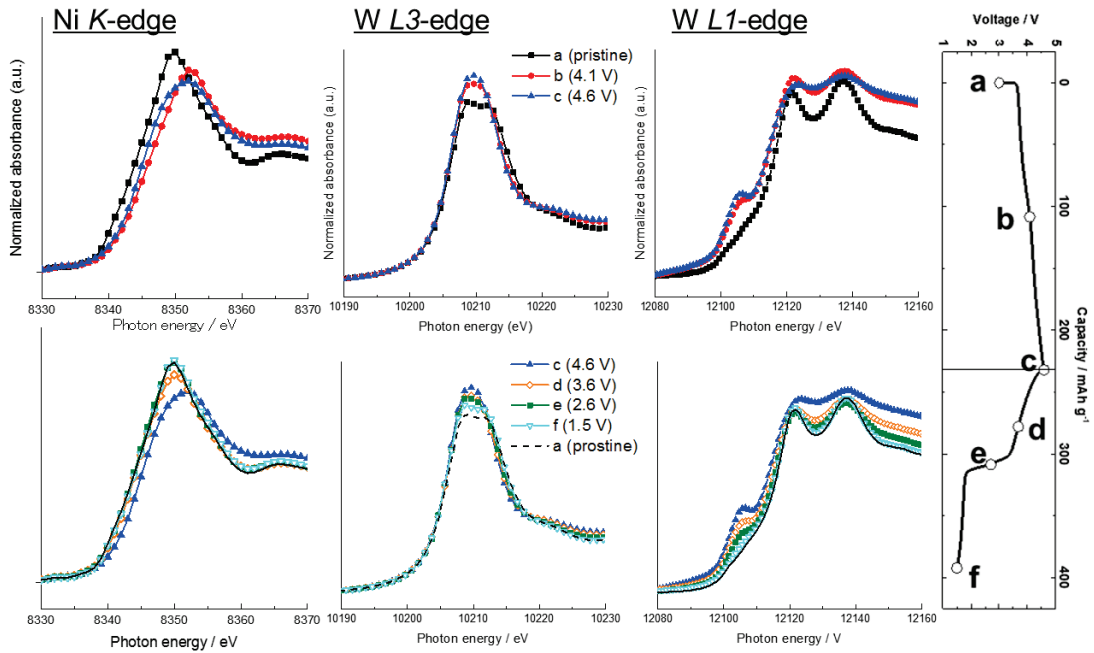 Ni K-edge
W L3-edge
W L1-edge
Normalized absorbance (a.u.)
8330 8340 8350 8360 8370
Photon energy / eV
Normalized absorbance (a.u.)
a (pristine)
b (4.1 V)
c (4.6 V)
10190 10200 10210 10220 10230
Photon energy (eV)
Normalized absorbance (a.u.)
12080 12100 12120 12140 12160
Photon energy / eV
8330 8340 8350 8360 8370
Photon energy / eV
c (4.6 V)
d (3.6 V)
e (2.6 V)
f (1.5 V)
a (prostine)
10190 10200 10210 10220 10230
Photon energy / eV
12080 12100 12120 12140 12160
Photon energy / V
Voltage / V
1 2 3 4 5
a
b
c
d
e
f
0
100
200
300
400
Capacity / mAh g⁻¹